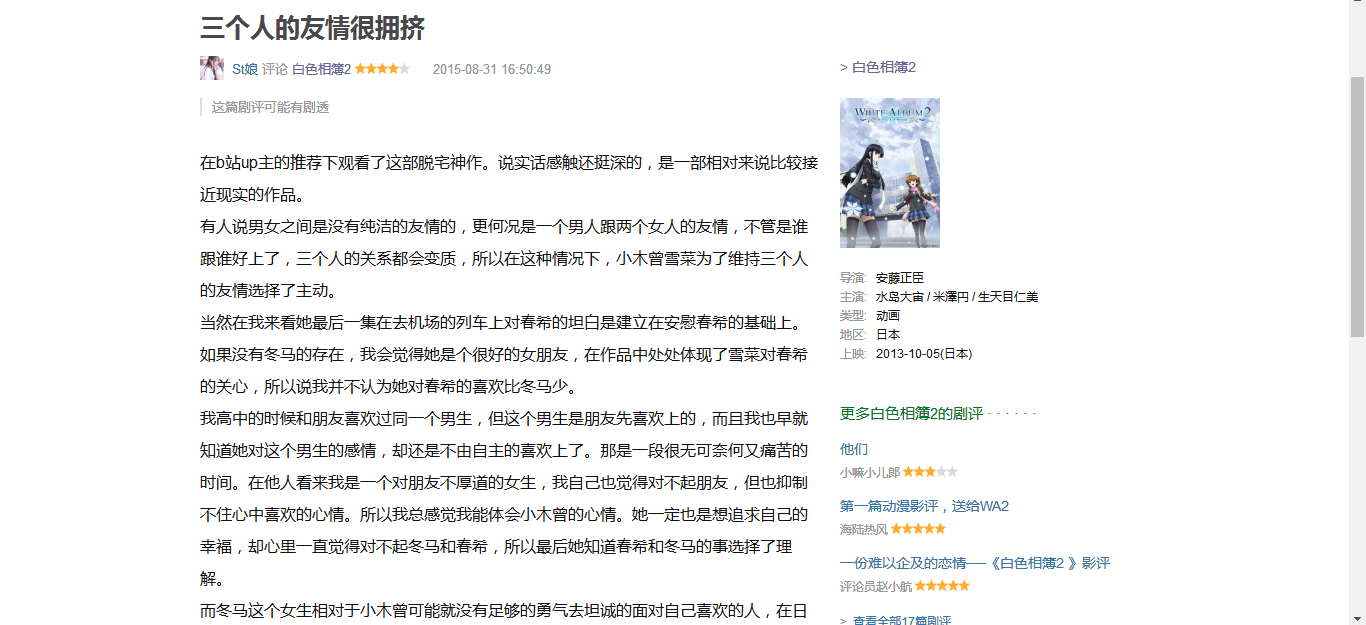 三个人的友情很拥挤
St娘 评论 白色相簿2 2015-08-31 16:50:49
这篇剧评可能有剧透
在b站up主的推荐下观看了这部脱宅神作。说实话感触还挺深的，是一部相对来说比较接
近现实的作品。
有人说男女之间是没有纯洁的友情的，更何况是一个男人跟两个女人的友情，不管是谁
跟谁好上了，三个人的关系都会变质，所以在这种情况下，小木曾雪菜为了维持三个人
的友情选择了主动。
当然在我来看她最后一集在去机场的列车上对春希的坦白是建立在安慰春希的基础上。
如果没有冬马的存在，我会觉得她是个很好的女朋友，在作品中处处体现了雪菜对春希
的关心，所以说我并不认为她对春希的喜欢比冬马少。
我高中的时候和朋友喜欢过同一个男生，但这个男生是朋友先喜欢上的，而且我也早就
知道她对这个男生的感情，却还是不由自主的喜欢上了。那是一段很无可奈何又痛苦的
时间。在他人看来我是一个对朋友不厚道的女生，我自己也觉得对不起朋友，但也抑制
不住心中喜欢的心情。所以我总感觉我能体会小木曾的心情。她一定也是想追求自己的
幸福，却心里一直觉得对不起冬马和春希，所以最后她知道春希和冬马的事选择了理
解。
而冬马这个女生相对于小木曾可能就没有足够的勇气去坦诚的面对自己喜欢的人，在日
> 白色相簿2
WHITE ALBUM 2
导演: 安藤正臣
主演: 水岛大宙 / 米澤円 / 生天目仁美
类型: 动画
地区: 日本
上映: 2013-10-05(日本)
更多白色相簿2的剧评 · · · · · ·
他们
小嘛小儿郎
第一篇动漫影评，送给WA2
海陆热风
一份难以企及的恋情──《白色相簿2 》影评
评论员赵小航
> 查看全部17篇剧评